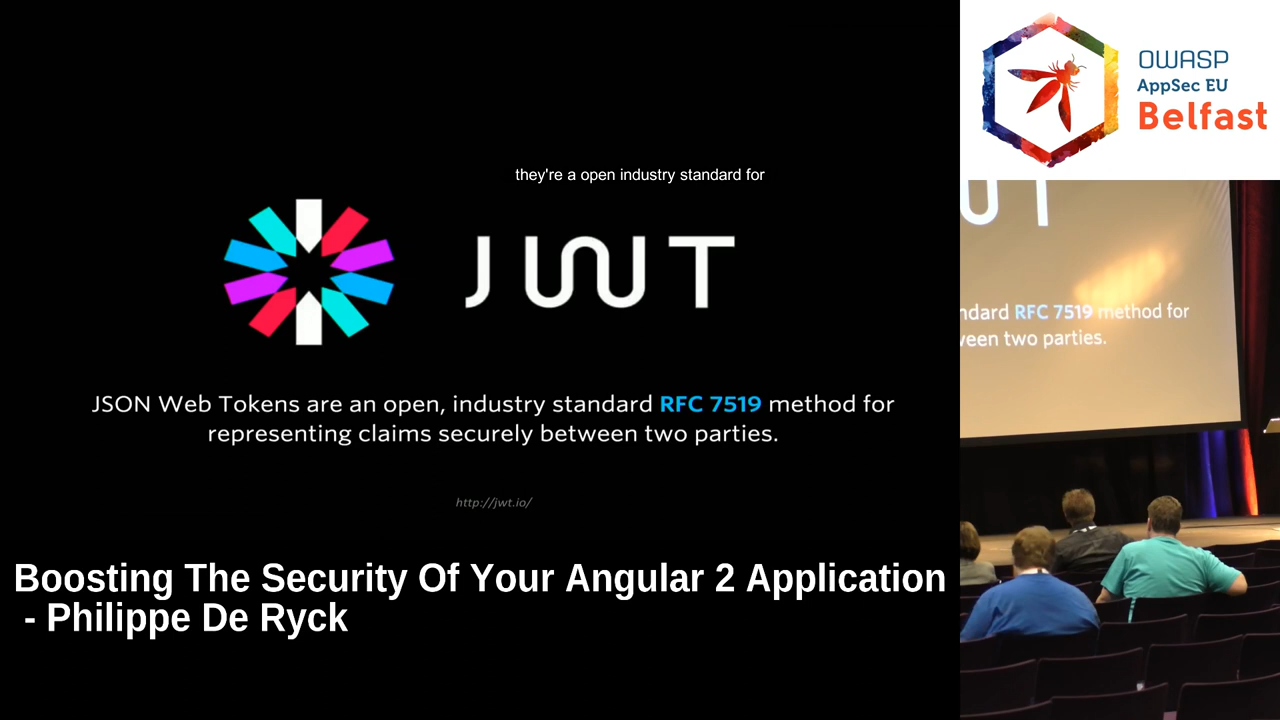 they're a open industry standard for
JWT
JSON Web Tokens are an open, industry standard RFC 7519 method for
representing claims securely between two parties.
http://jwt.io/
Boosting The Security Of Your Angular 2 Application
- Philippe De Ryck
OWASP
AppSec EU
Belfast
ndard RFC 7519 method for
veen two parties.